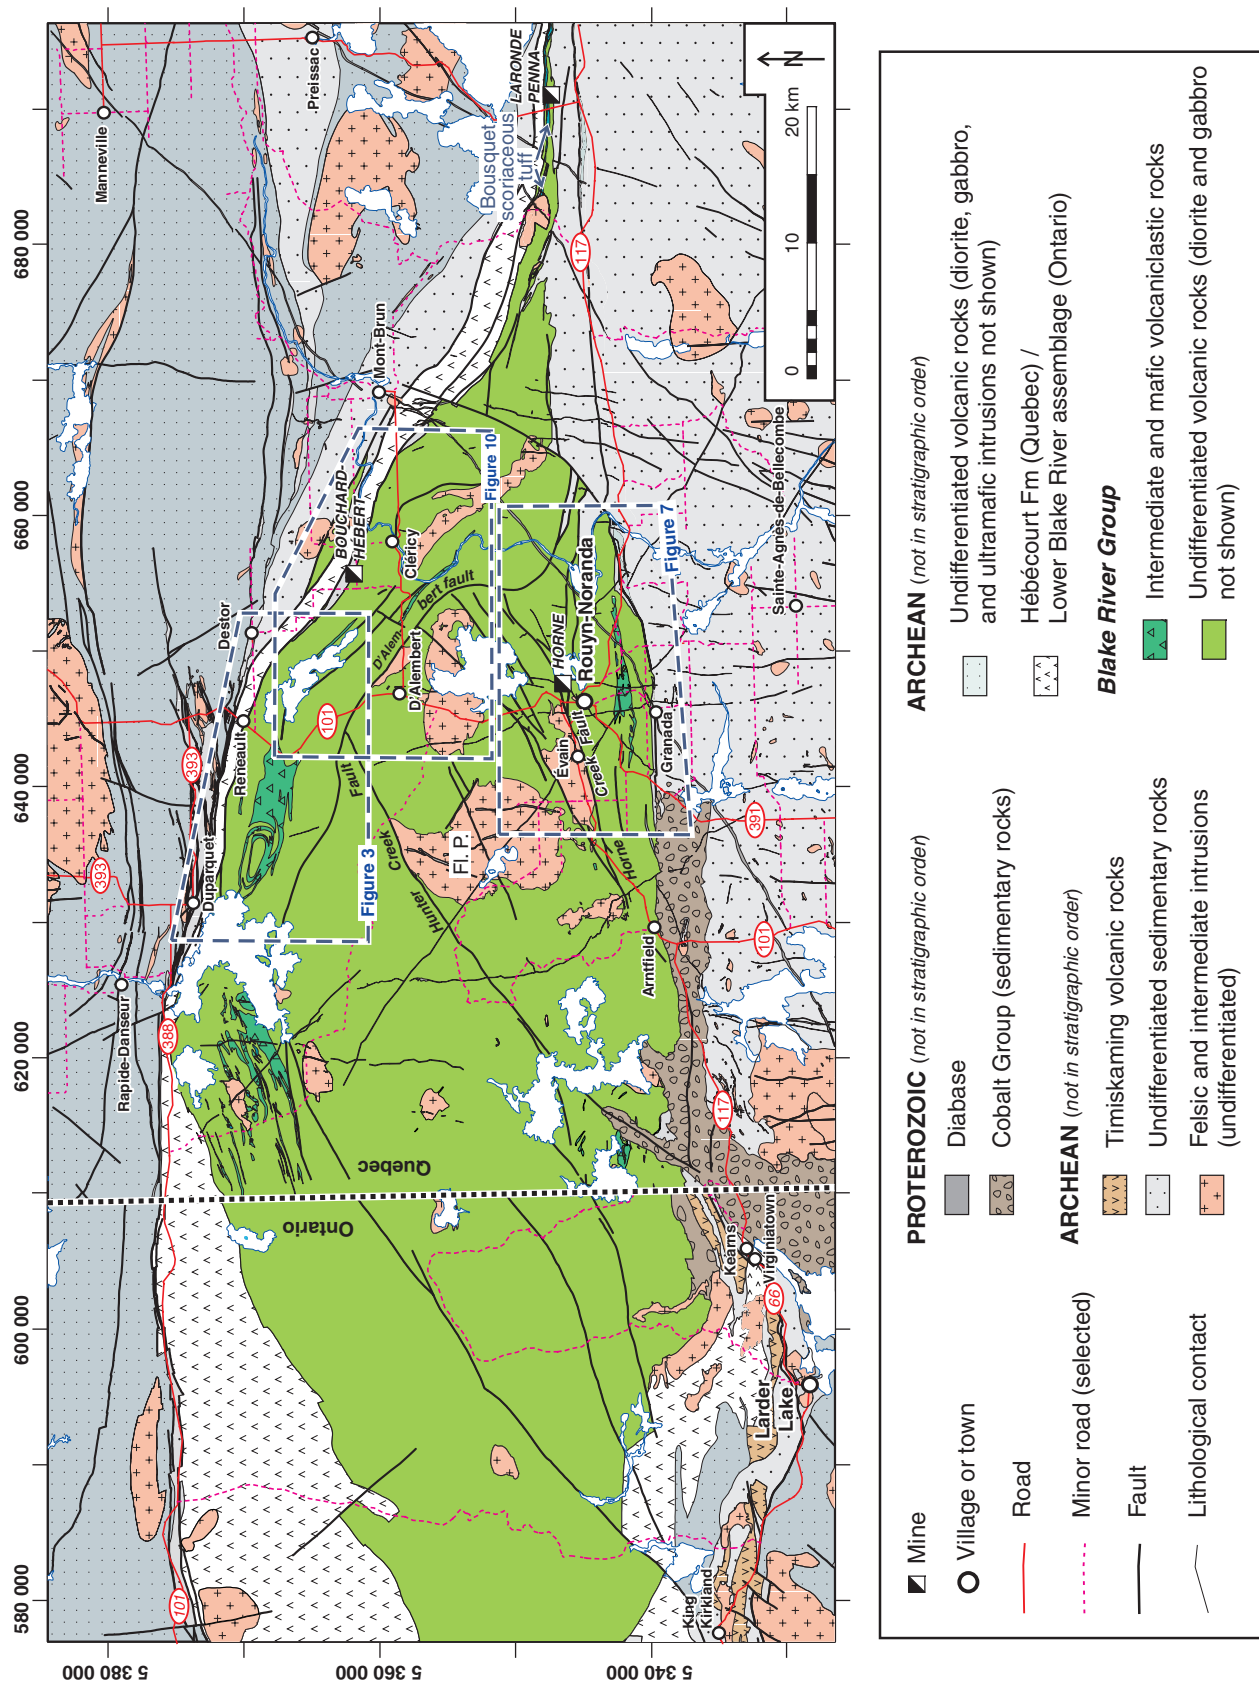 580 000
600 000
620 000
640 000
660 000
680 000
5 380 000
5 360 000
5 340 000
Manneville
Preissac
Rapide-Danseur
393
393
388
101
Duparquet
Destor
Reneault
Mont-Brun
BOUCHARD-
HÉBERT
Cléricy
D'Alembert
D'Alem-
bert fault
101
Figure 3
Figure 10
Figure 7
Bousquet
scoriaceous
tuff
LARONDE
PENNA
117
Hunter
Creek
Fault
Fl. P.
HORNE
Rouyn-Noranda
Évain
Horne
Creek
Fault
Granada
Arntfield
391
101
117
Sainte-Agnès-de-Bellecombe
Ontario
Quebec
Kearns
Virginiatown
66
Larder
Lake
King
Kirkland
N
0
10
20 km
Mine
Village or town
Road
Minor road (selected)
Fault
Lithological contact
PROTEROZOIC (not in stratigraphic order)
Diabase
Cobalt Group (sedimentary rocks)
ARCHEAN (not in stratigraphic order)
Timiskaming volcanic rocks
Undifferentiated sedimentary rocks
Felsic and intermediate intrusions
(undifferentiated)
ARCHEAN (not in stratigraphic order)
Undifferentiated volcanic rocks (diorite, gabbro,
and ultramafic intrusions not shown)
Hébécourt Fm (Quebec) /
Lower Blake River assemblage (Ontario)
Blake River Group
Intermediate and mafic volcaniclastic rocks
Undifferentiated volcanic rocks (diorite and gabbro
not shown)